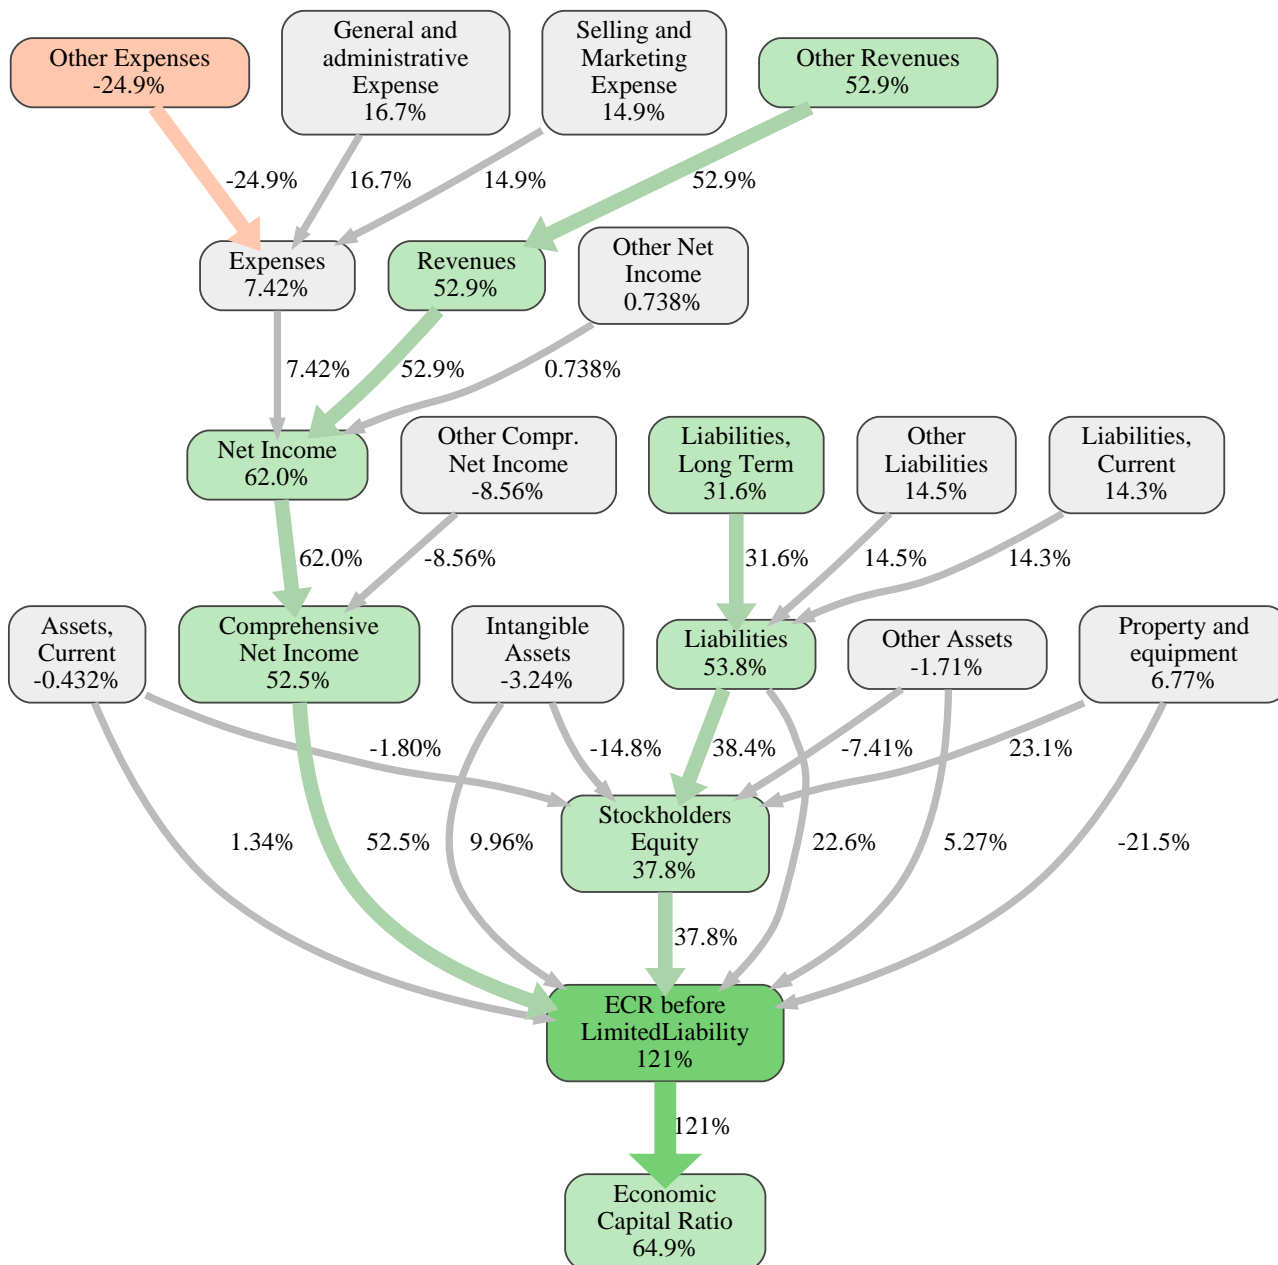 Other Expenses
-24.9%
General and
administrative
Expense
16.7%
Selling and
Marketing
Expense
14.9%
Other Revenues
52.9%
-24.9%
16.7%
14.9%
52.9%
Expenses
7.42%
Revenues
52.9%
Other Net
Income
0.738%
7.42%
52.9%
0.738%
Net Income
62.0%
Other Compr.
Net Income
-8.56%
Liabilities,
Long Term
31.6%
Other
Liabilities
14.5%
Liabilities,
Current
14.3%
62.0%
-8.56%
31.6%
14.5%
14.3%
Assets,
Current
-0.432%
Comprehensive
Net Income
52.5%
Intangible
Assets
-3.24%
Liabilities
53.8%
Other Assets
-1.71%
Property and
equipment
6.77%
-1.80%
-14.8%
38.4%
-7.41%
23.1%
1.34%
52.5%
9.96%
Stockholders
Equity
37.8%
22.6%
5.27%
-21.5%
37.8%
ECR before
LimitedLiability
121%
121%
Economic
Capital Ratio
64.9%